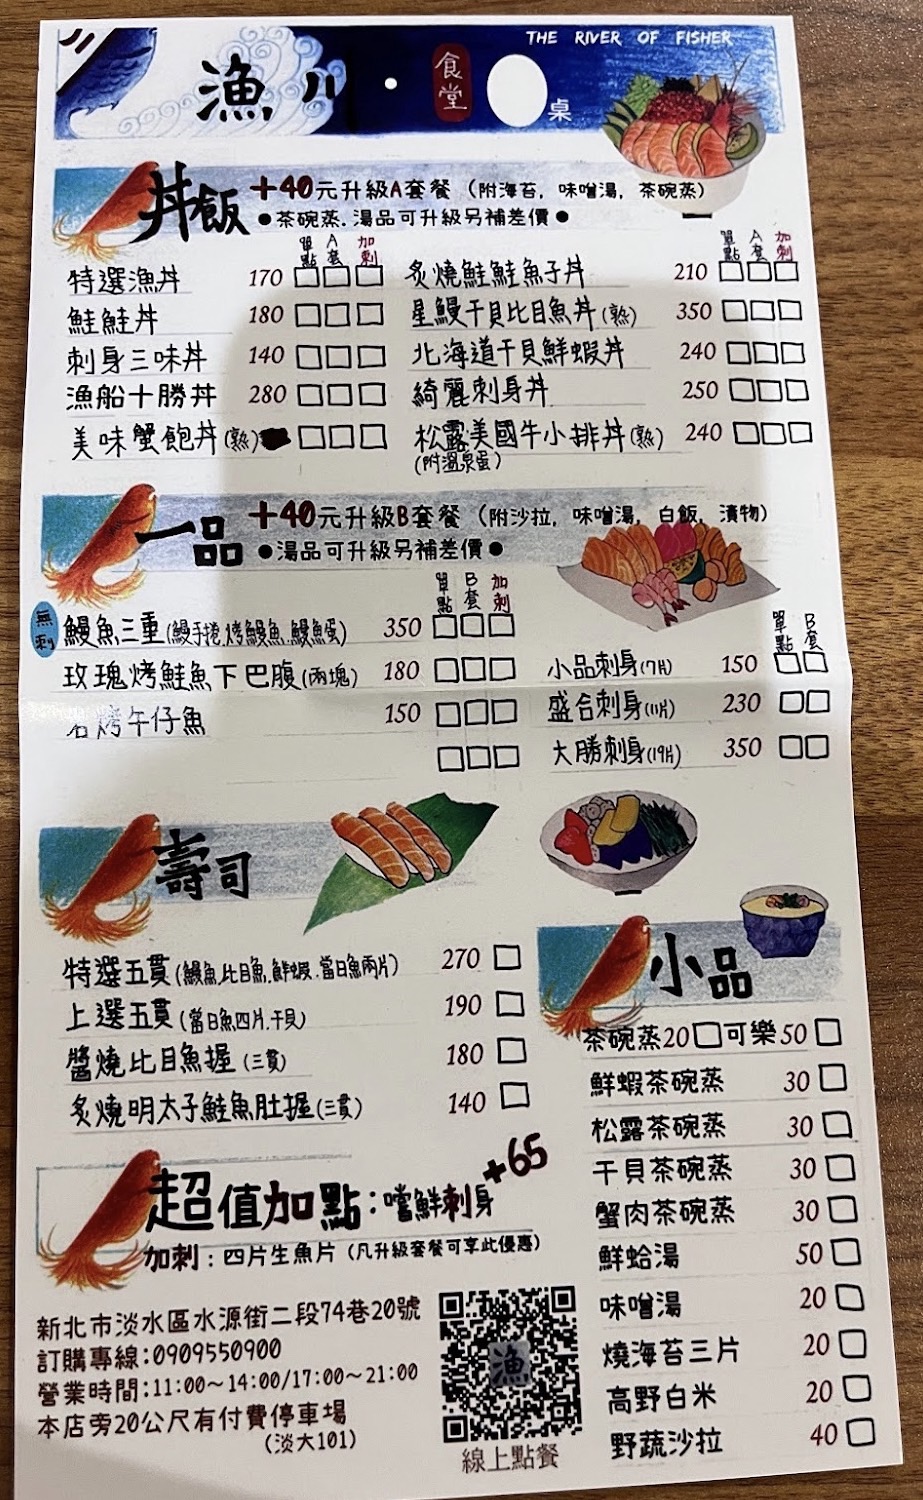 THE RIVER OF FISHER
漁川・食堂 桌
丼飯 +40元升級A套餐（附海苔，味噌湯，茶碗蒸）
●茶碗蒸.湯品可升級另補差價●
單點 A套 加刺 單點 A套 加刺
特選漁丼 170 □□□ 炙燒鮭鮭魚子丼 210 □□□
鮭鮭丼 180 □□□ 星鰻干貝比目魚丼(熟) 350 □□□
刺身三味丼 140 □□□ 北海道干貝鮮蝦丼 240 □□□
漁船十勝丼 280 □□□ 綺麗刺身丼 250 □□□
美味蟹飽丼(熟) □□□ 松露美國牛小排丼(熟) 240 □□□
(附溫泉蛋)
一品 +40元升級B套餐（附沙拉，味噌湯，白飯，漬物）
●湯品可升級另補差價●
單點 B套 加刺
無刺 鰻魚三重(鰻手捲.烤鰻魚.鰻魚蛋) 350 □□□
玫瑰烤鮭魚下巴腹(兩塊) 180 □□□
烤午仔魚 150 □□□
□□□
單點 B套
小品刺身(7片) 150 □□
盛合刺身(11片) 230 □□
大勝刺身(19片) 350 □□
壽司
特選五貫(鰻魚.比目魚.鮮蝦.當日魚兩片) 270 □
上選五貫(當日魚四片.干貝) 190 □
醬燒比目魚握(三貫) 180 □
炙燒明太子鮭魚肚握(三貫) 140 □
小品
茶碗蒸20□可樂50 □
鮮蝦茶碗蒸 30 □
松露茶碗蒸 30 □
干貝茶碗蒸 30 □
蟹肉茶碗蒸 30 □
鮮蛤湯 50 □
味噌湯 20 □
燒海苔三片 20 □
高野白米 20 □
野蔬沙拉 40 □
超值加點：嚐鮮刺身+65
加刺：四片生魚片（凡升級套餐可享此優惠）
新北市淡水區水源街二段74巷20號
訂購專線:0909550900
營業時間:11:00～14:00/17:00～21:00
本店旁20公尺有付費停車場
(淡大101)
漁
線上點餐